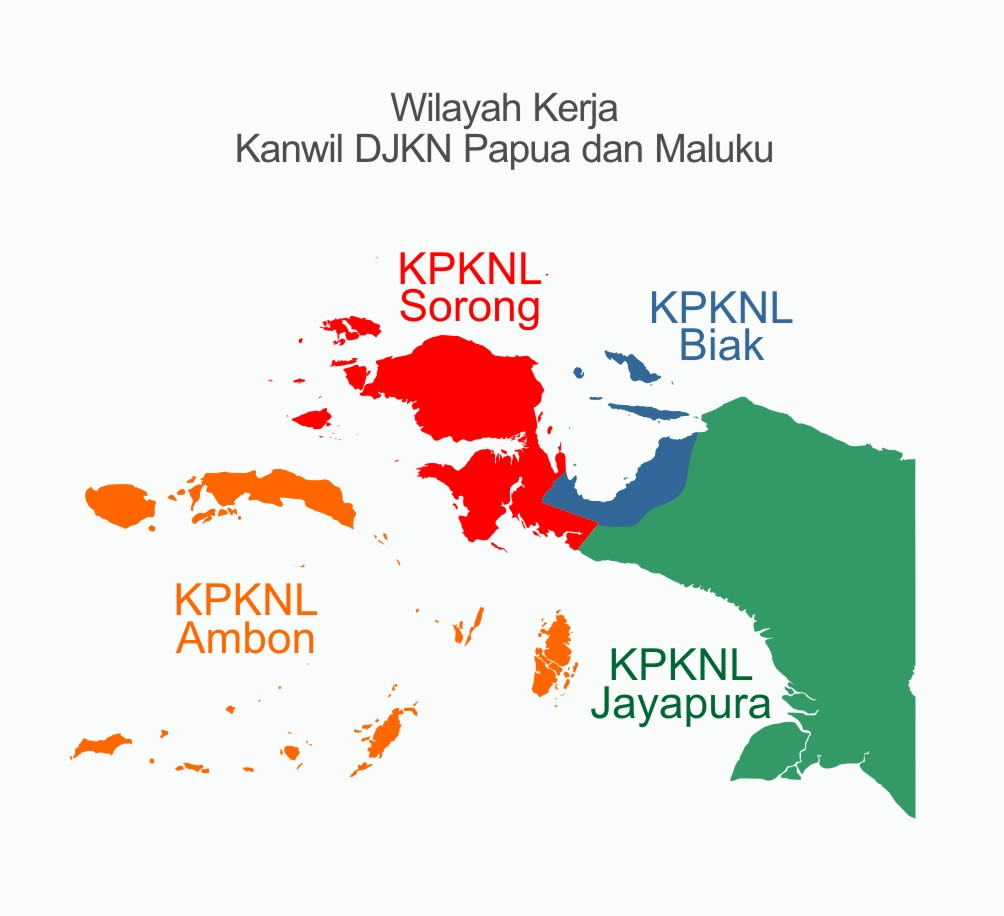 Wilayah Kerja
Kanwil DJKN Papua dan Maluku
KPKNL
Sorong
KPKNL
Biak
KPKNL
Ambon
KPKNL
Jayapura